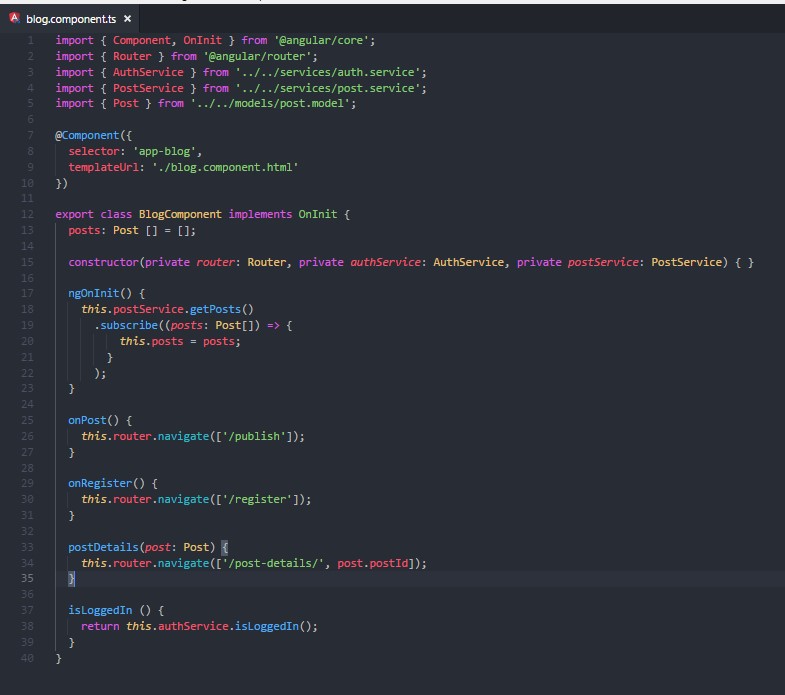 blog.component.ts ×
1 import { Component, OnInit } from '@angular/core';
2 import { Router } from '@angular/router';
3 import { AuthService } from '../../services/auth.service';
4 import { PostService } from '../../services/post.service';
5 import { Post } from '../../models/post.model';
6
7 @Component({
8   selector: 'app-blog',
9   templateUrl: './blog.component.html'
10 })
11
12 export class BlogComponent implements OnInit {
13   posts: Post [] = [];
14
15   constructor(private router: Router, private authService: AuthService, private postService: PostService) { }
16
17   ngOnInit() {
18     this.postService.getPosts()
19       .subscribe((posts: Post[]) => {
20           this.posts = posts;
21         }
22       );
23   }
24
25   onPost() {
26     this.router.navigate(['/publish']);
27   }
28
29   onRegister() {
30     this.router.navigate(['/register']);
31   }
32
33   postDetails(post: Post) {
34     this.router.navigate(['/post-details/', post.postId]);
35   }
36
37   isLoggedIn () {
38     return this.authService.isLoggedIn();
39   }
40 }